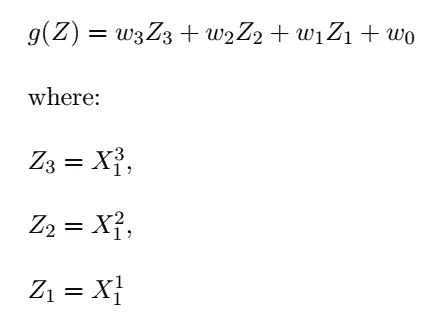 g(Z) = w₃Z₃ + w₂Z₂ + w₁Z₁ + w₀
where:
Z₃ = X₁³,
Z₂ = X₁²,
Z₁ = X₁¹